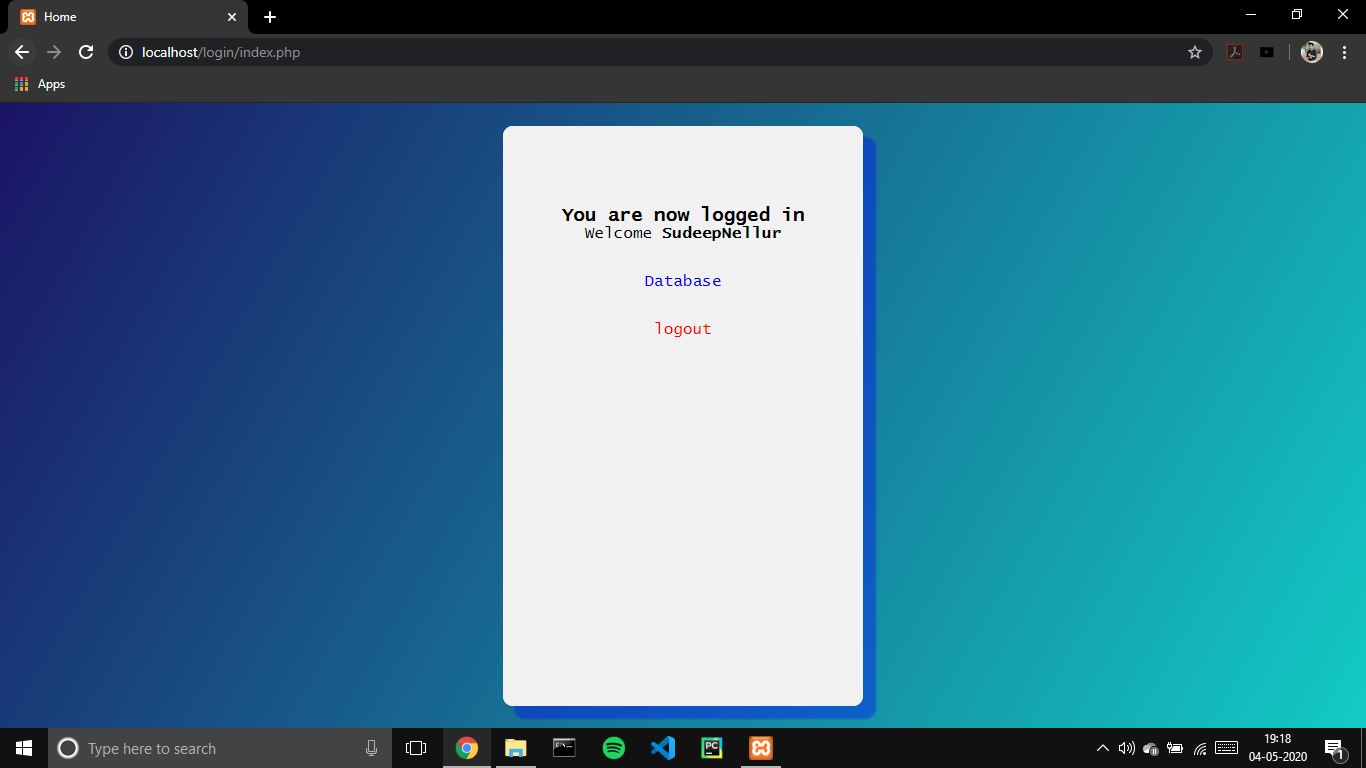 Home
localhost/login/index.php
Apps
You are now logged in
Welcome SudeepNellur
Database
logout
Type here to search
C:\
PC
19:18
04-05-2020
1